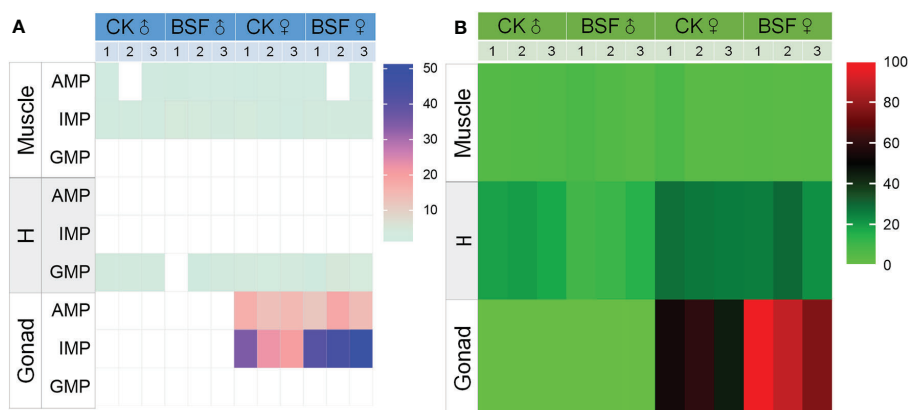 A
CK ♂ BSF ♂ CK ♀ BSF ♀
1 2 3 1 2 3 1 2 3 1 2 3
Muscle
AMP
IMP
GMP
H
AMP
IMP
GMP
Gonad
AMP
IMP
GMP
50
40
30
20
10
B
CK ♂ BSF ♂ CK ♀ BSF ♀
1 2 3 1 2 3 1 2 3 1 2 3
Muscle
H
Gonad
100
80
60
40
20
0